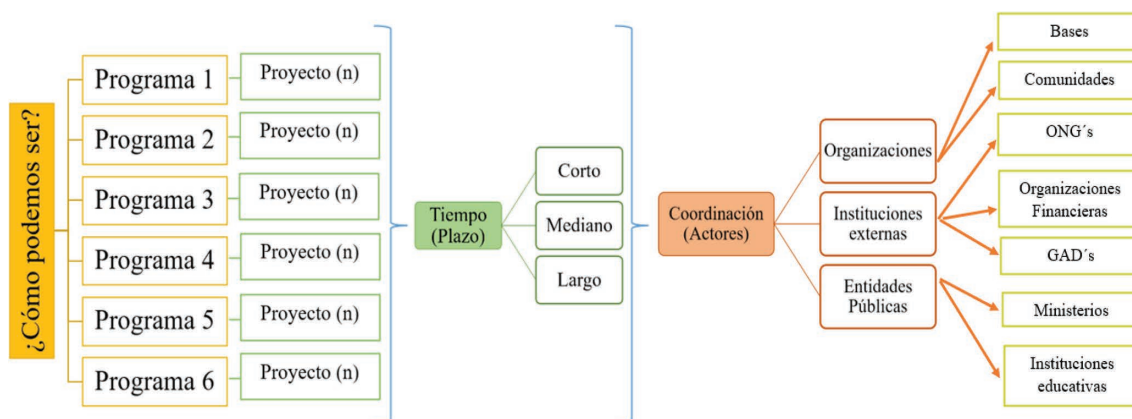 ¿Cómo podemos ser?
Programa 1
Proyecto (n)
Programa 2
Proyecto (n)
Programa 3
Proyecto (n)
Programa 4
Proyecto (n)
Programa 5
Proyecto (n)
Programa 6
Proyecto (n)
Tiempo
(Plazo)
Corto
Mediano
Largo
Coordinación
(Actores)
Organizaciones
Instituciones
externas
Entidades
Públicas
Bases
Comunidades
ONG´s
Organizaciones
Financieras
GAD´s
Ministerios
Instituciones
educativas